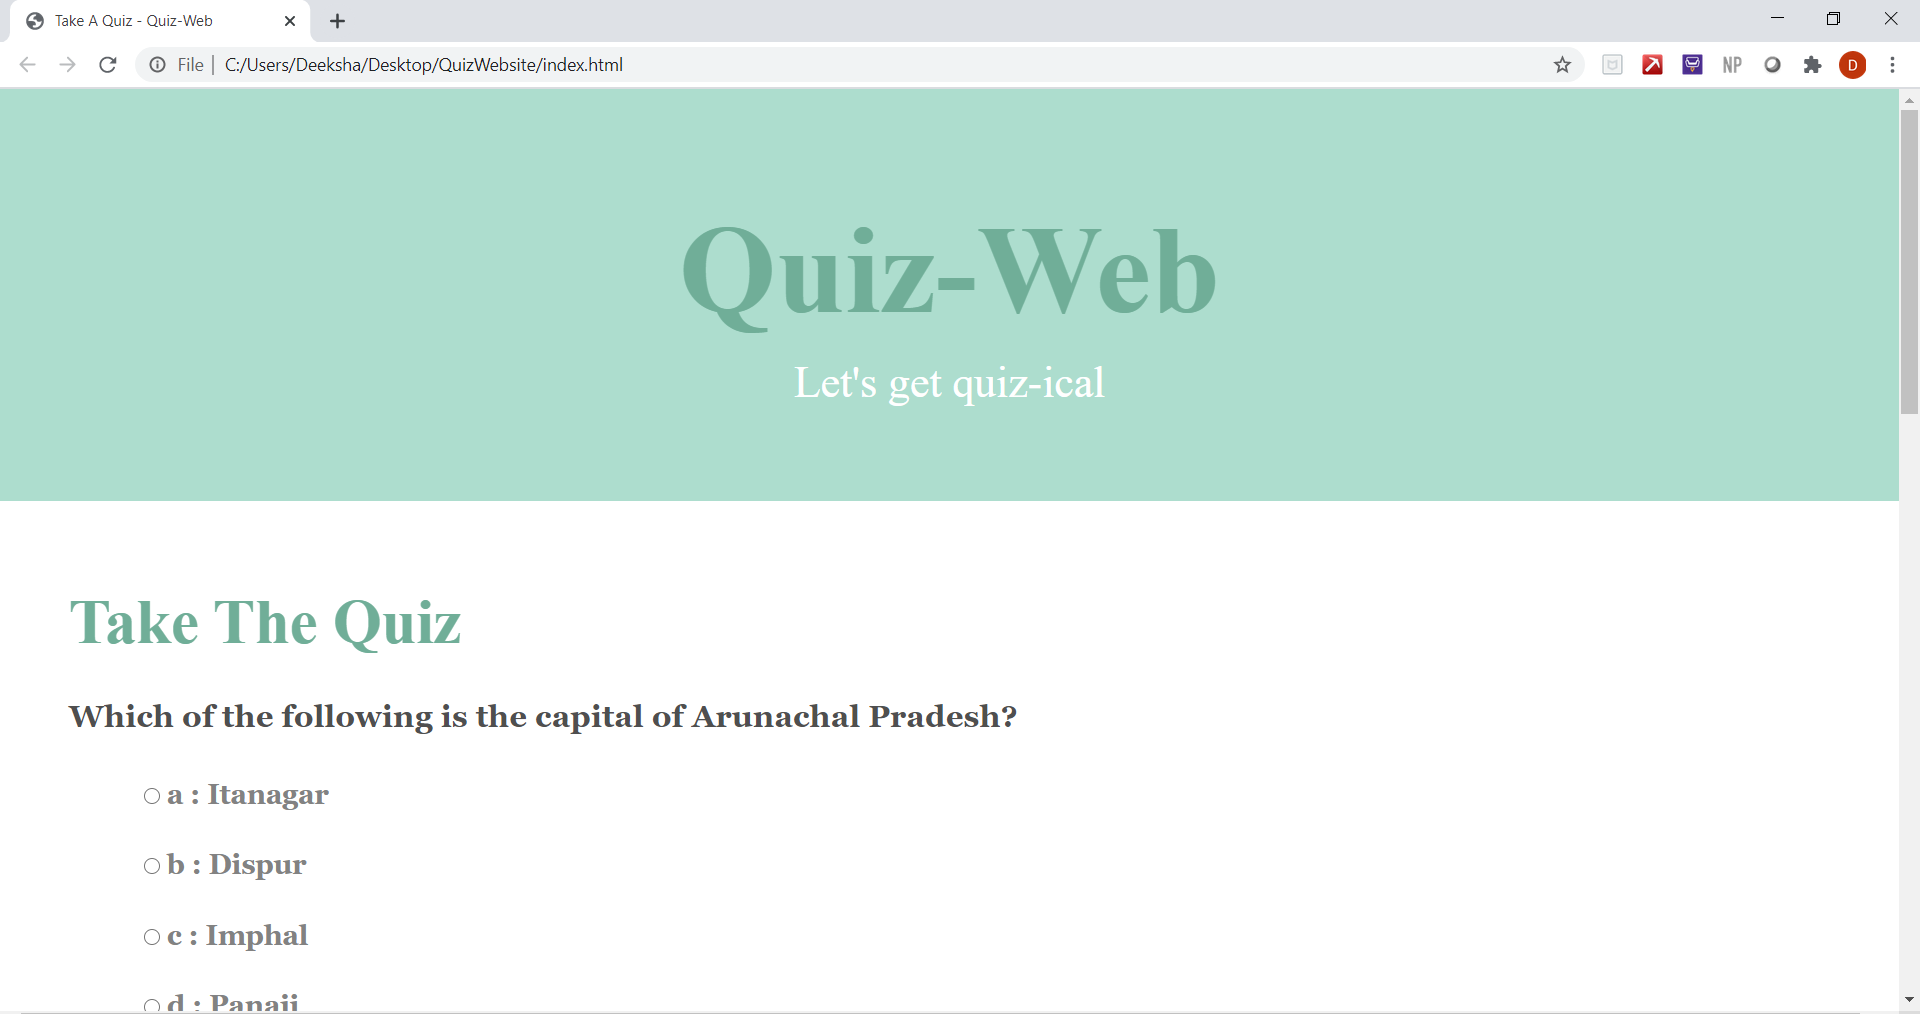 Take A Quiz - Quiz-Web
File | C:/Users/Deeksha/Desktop/QuizWebsite/index.html
NP
D
Quiz-Web
Let's get quiz-ical
Take The Quiz
Which of the following is the capital of Arunachal Pradesh?
a : Itanagar
b : Dispur
c : Imphal
d : Panaji